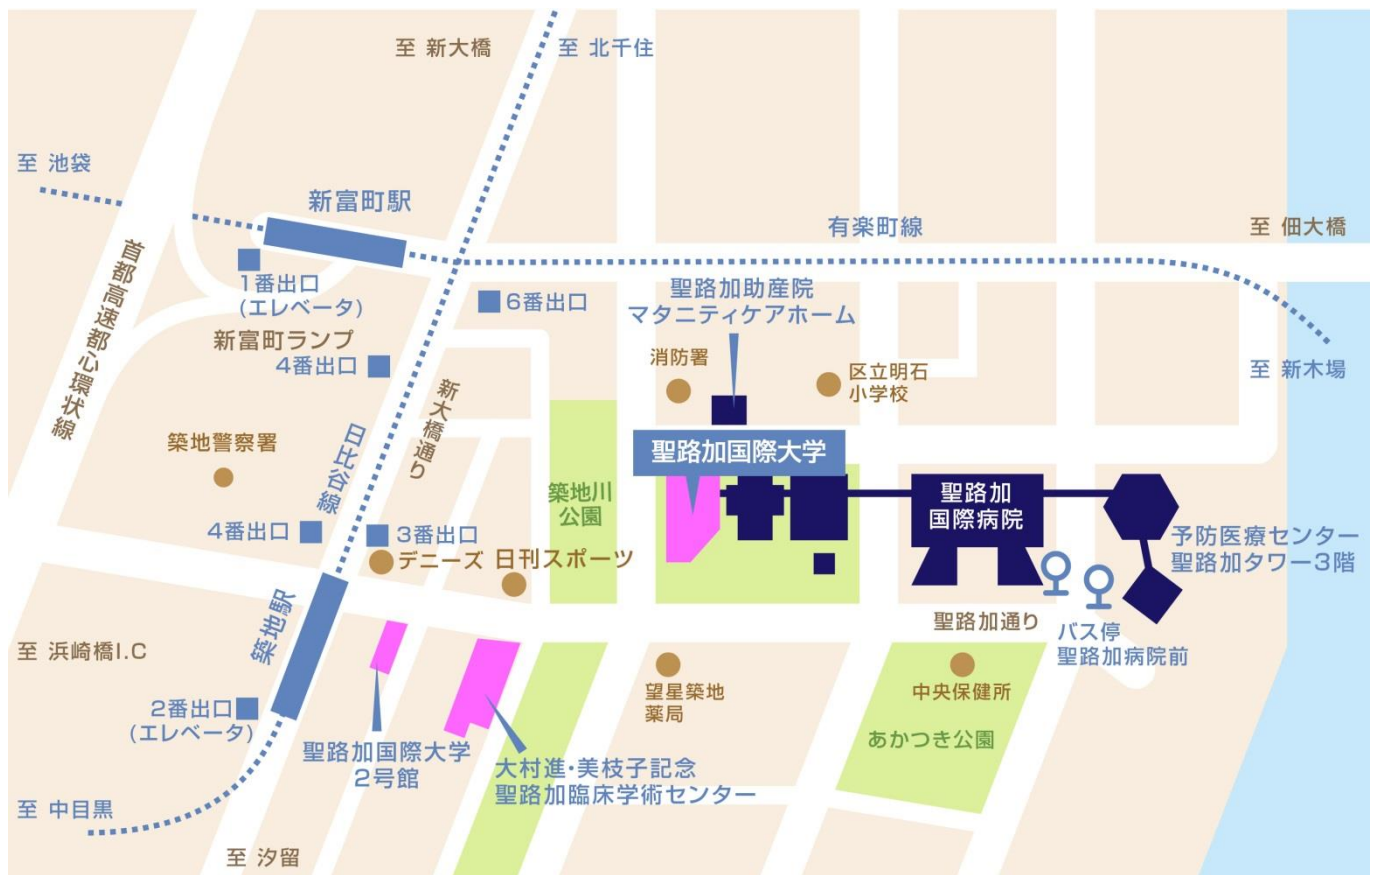 至 新大橋
至 北千住
至 池袋
新富町駅
有楽町線
至 佃大橋
首都高速都心環状線
1番出口
(エレベータ)
6番出口
聖路加助産院
マタニティケアホーム
新富町ランプ
4番出口
消防署
区立明石
小学校
至 新木場
新大橋通り
築地警察署
日比谷線
聖路加国際大学
築地川
公園
聖路加
国際病院
4番出口
3番出口
デニーズ
日刊スポーツ
予防医療センター
聖路加タワー3階
築地駅
聖路加通り
バス停
聖路加病院前
至 浜崎橋I.C
2番出口
(エレベータ)
望星築地
薬局
中央保健所
あかつき公園
聖路加国際大学
2号館
大村進・美枝子記念
聖路加臨床学術センター
至 中目黒
至 汐留